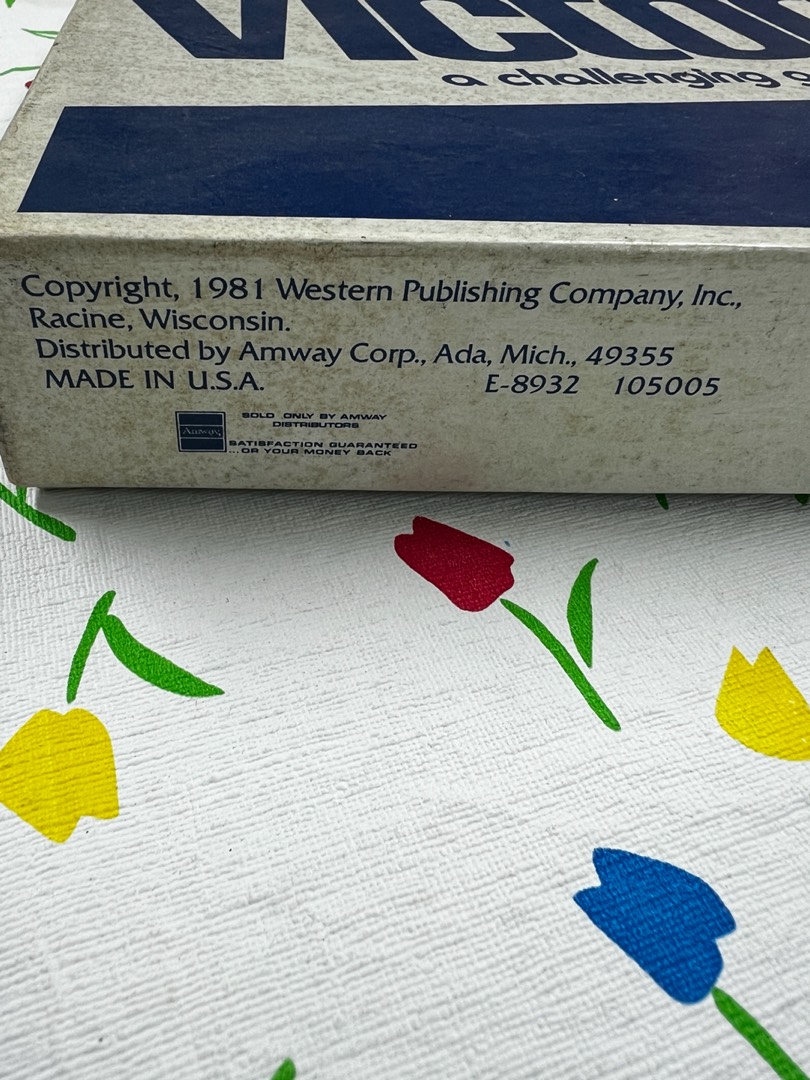 a challenging
Copyright, 1981 Western Publishing Company, Inc.,
Racine, Wisconsin.
Distributed by Amway Corp., Ada, Mich., 49355
MADE IN U.S.A. E-8932 105005
Amway
SOLD ONLY BY AMWAY
DISTRIBUTORS
SATISFACTION GUARANTEED
...OR YOUR MONEY BACK